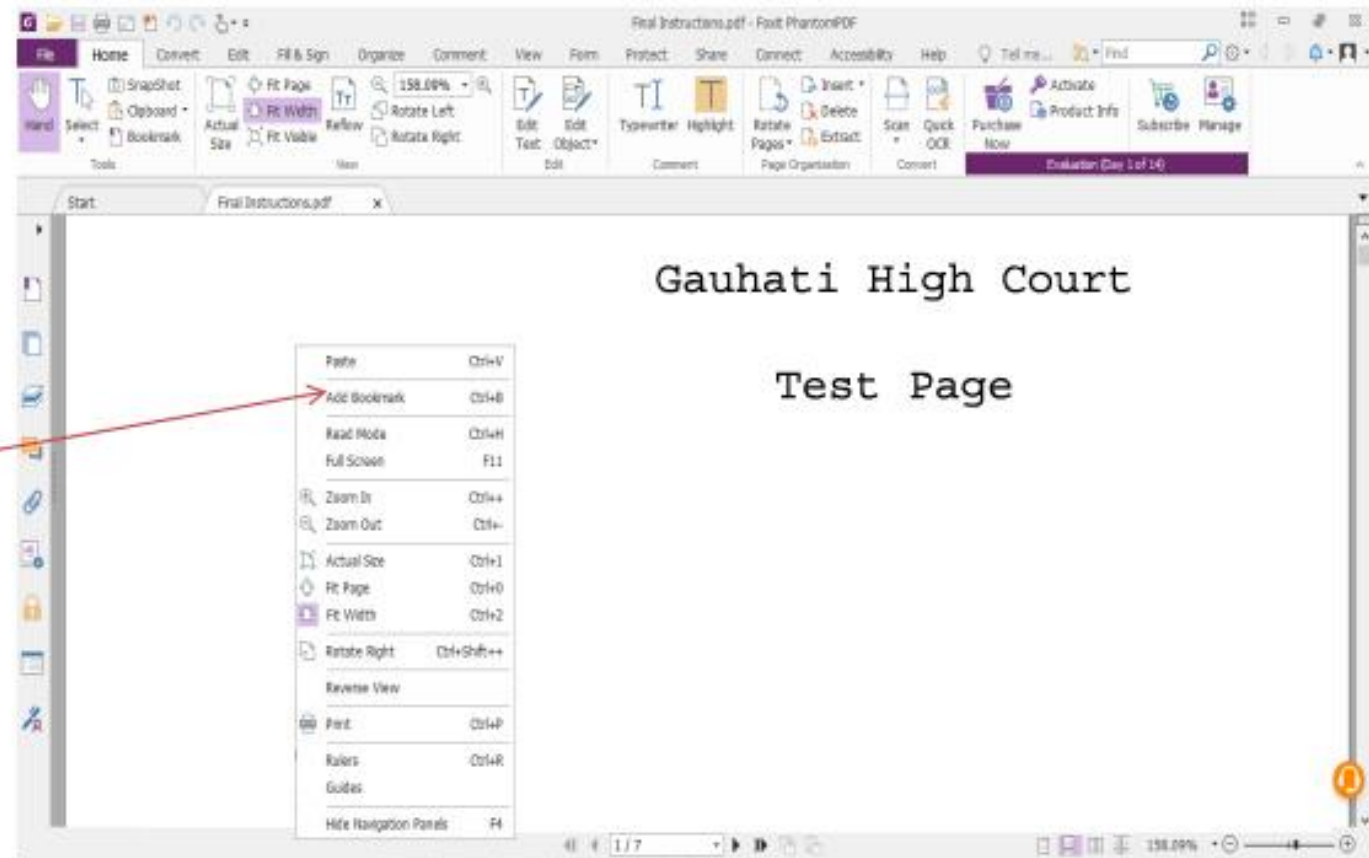 Final Instructions.pdf - Foxit PhantomPDF
File Home Convert Edit Fill & Sign Organize Comment View Form Protect Share Connect Accessibility Help Tell me... Find
Hand
Select
SnapShot
Clipboard
Bookmark
Tools
Actual Size
Fit Page
Fit Width
Fit Visible
Reflow
158.09%
Rotate Left
Rotate Right
View
Edit Text
Edit Object
Edit
Typewriter
Highlight
Comment
Rotate Pages
Insert
Delete
Extract
Page Organization
Scan
Quick OCR
Convert
Purchase Now
Activate
Product Info
Subscribe
Manage
Evaluation (Day 1 of 14)
Start
Final Instructions.pdf x
Gauhati High Court
Test Page
Paste Ctrl+V
Add Bookmark Ctrl+B
Read Mode Ctrl+H
Full Screen F11
Zoom In Ctrl++
Zoom Out Ctrl+-
Actual Size Ctrl+1
Fit Page Ctrl+0
Fit Width Ctrl+2
Rotate Right Ctrl+Shift++
Reverse View
Print Ctrl+P
Rulers Ctrl+R
Guides
Hide Navigation Panels F4
1 / 7
158.09%